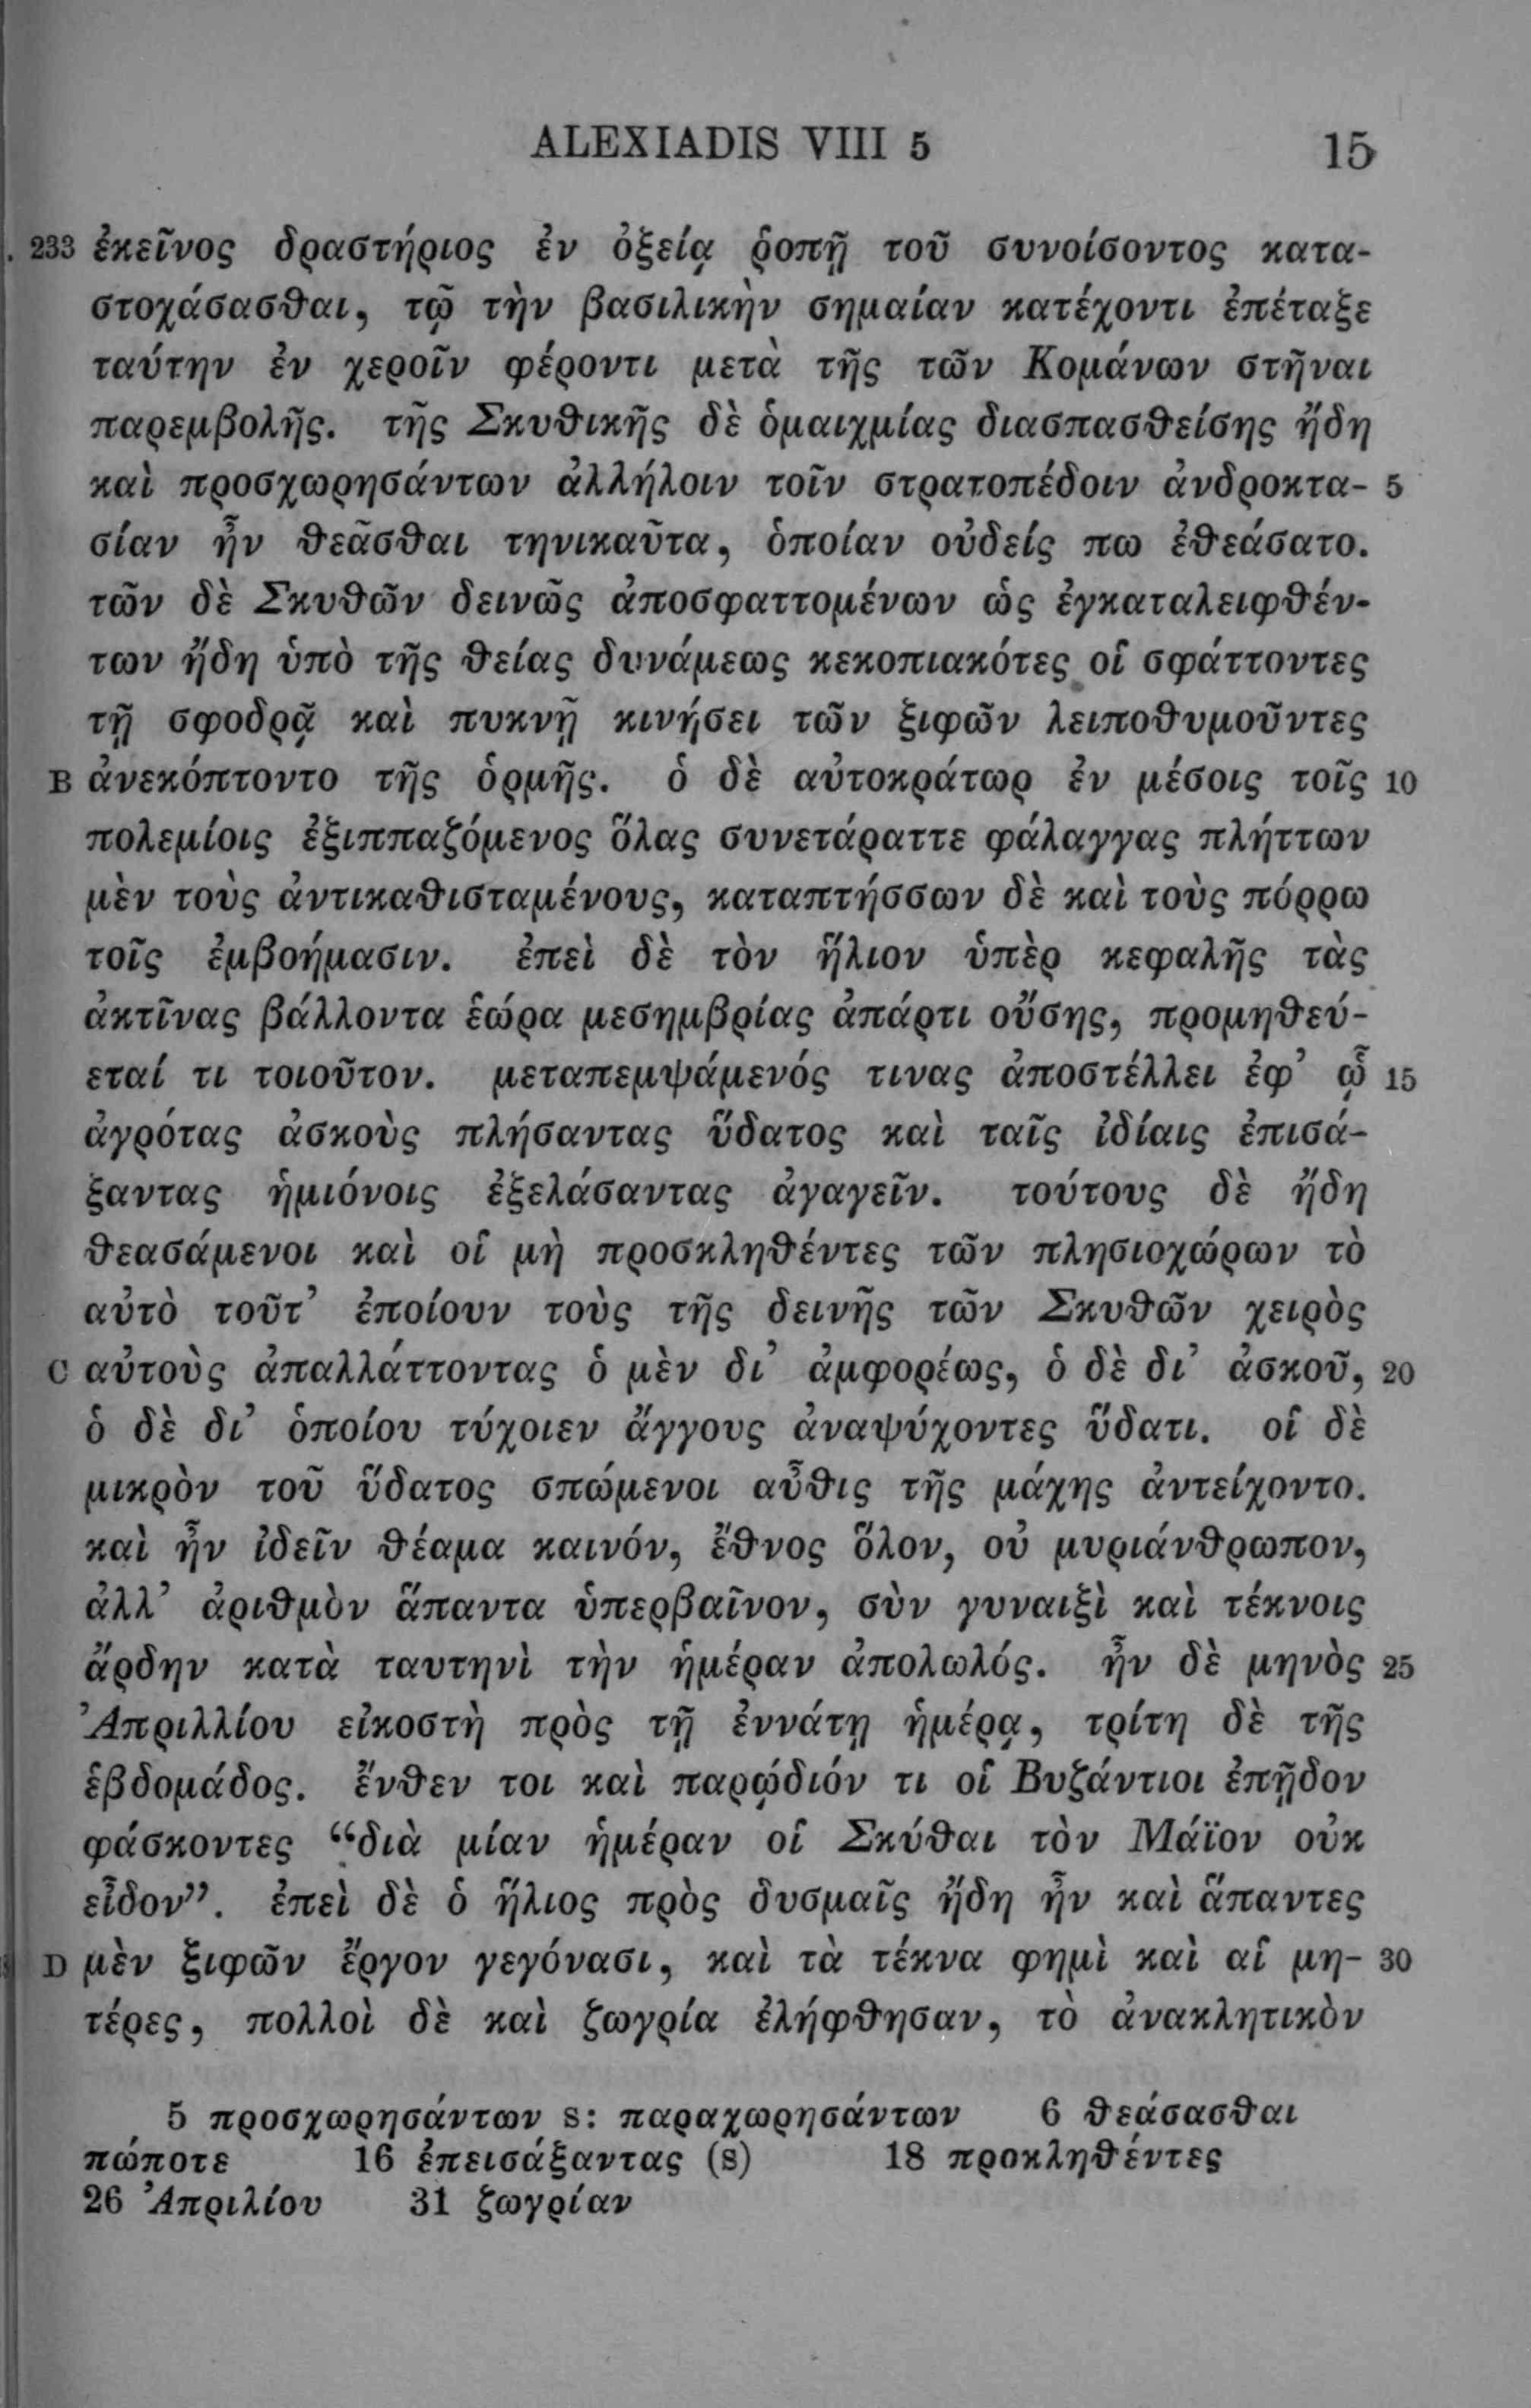 ALEXIADIS VIII 5 15
. 233 ἐκεῖνος δραστήριος ἐν ὀξείᾳ ῥοπῇ τοῦ συνοίσοντος κατα-
στοχάσασθαι, τῷ τὴν βασιλικὴν σημαίαν κατέχοντι ἐπέταξε
ταύτην ἐν χεροῖν φέροντι μετὰ τῆς τῶν Κομάνων στῆναι
παρεμβολῆς. τῆς Σκυθικῆς δὲ ὁμαιχμίας διασπασθείσης ἤδη
καὶ προσχωρησάντων ἀλλήλοιν τοῖν στρατοπέδοιν ἀνδροκτα- 5
σίαν ἦν θεᾶσθαι τηνικαῦτα, ὁποίαν οὐδείς πω ἐθεάσατο.
τῶν δὲ Σκυθῶν δεινῶς ἀποσφαττομένων ὡς ἐγκαταλειφθέν-
των ἤδη ὑπὸ τῆς θείας δυνάμεως κεκοπιακότες οἱ σφάττοντες
τῇ σφοδρᾷ καὶ πυκνῇ κινήσει τῶν ξιφῶν λειποθυμοῦντες
B ἀνεκόπτοντο τῆς ὁρμῆς. ὁ δὲ αὐτοκράτωρ ἐν μέσοις τοῖς 10
πολεμίοις ἐξιππαζόμενος ὅλας συνετάραττε φάλαγγας πλήττων
μὲν τοὺς ἀντικαθισταμένους, καταπτήσσων δὲ καὶ τοὺς πόρρω
τοῖς ἐμβοήμασιν. ἐπεὶ δὲ τὸν ἥλιον ὑπὲρ κεφαλῆς τὰς
ἀκτῖνας βάλλοντα ἑώρα μεσημβρίας ἀπάρτι οὔσης, προμηθεύ-
εταί τι τοιοῦτον. μεταπεμψάμενός τινας ἀποστέλλει ἐφ’ ᾧ 15
ἀγρότας ἀσκοὺς πλήσαντας ὕδατος καὶ ταῖς ἰδίαις ἐπισά-
ξαντας ἡμιόνοις ἐξελάσαντας ἀγαγεῖν. τούτους δὲ ἤδη
θεασάμενοι καὶ οἱ μὴ προσκληθέντες τῶν πλησιοχώρων τὸ
αὐτὸ τοῦτ’ ἐποίουν τοὺς τῆς δεινῆς τῶν Σκυθῶν χειρὸς
C αὐτοὺς ἀπαλλάττοντας ὁ μὲν δι’ ἀμφορέως, ὁ δὲ δι’ ἀσκοῦ, 20
ὁ δὲ δι’ ὁποίου τύχοιεν ἄγγους ἀναψύχοντες ὕδατι. οἱ δὲ
μικρὸν τοῦ ὕδατος σπώμενοι αὖθις τῆς μάχης ἀντείχοντο.
καὶ ἦν ἰδεῖν θέαμα καινόν, ἔθνος ὅλον, οὐ μυριάνθρωπον,
ἀλλ’ ἀριθμὸν ἅπαντα ὑπερβαῖνον, σὺν γυναιξὶ καὶ τέκνοις
ἄρδην κατὰ ταυτηνὶ τὴν ἡμέραν ἀπολωλός. ἦν δὲ μηνὸς 25
Ἀπριλλίου εἰκοστὴ πρὸς τῇ ἐννάτῃ ἡμέρᾳ, τρίτη δὲ τῆς
ἑβδομάδος. ἔνθεν τοι καὶ παρῴδιόν τι οἱ Βυζάντιοι ἐπῇδον
φάσκοντες “διὰ μίαν ἡμέραν οἱ Σκύθαι τὸν Μάϊον οὐκ
εἶδον”. ἐπεὶ δὲ ὁ ἥλιος πρὸς δυσμαῖς ἤδη ἦν καὶ ἅπαντες
D μὲν ξιφῶν ἔργον γεγόνασι, καὶ τὰ τέκνα φημὶ καὶ αἱ μη- 30
τέρες, πολλοὶ δὲ καὶ ζωγρία ἐλήφθησαν, τὸ ἀνακλητικὸν
5 προσχωρησάντων s: παραχωρησάντων 6 θεάσασθαι
πώποτε 16 ἐπεισάξαντας (s) 18 προκληθέντες
26 Ἀπριλίου 31 ζωγρίαν